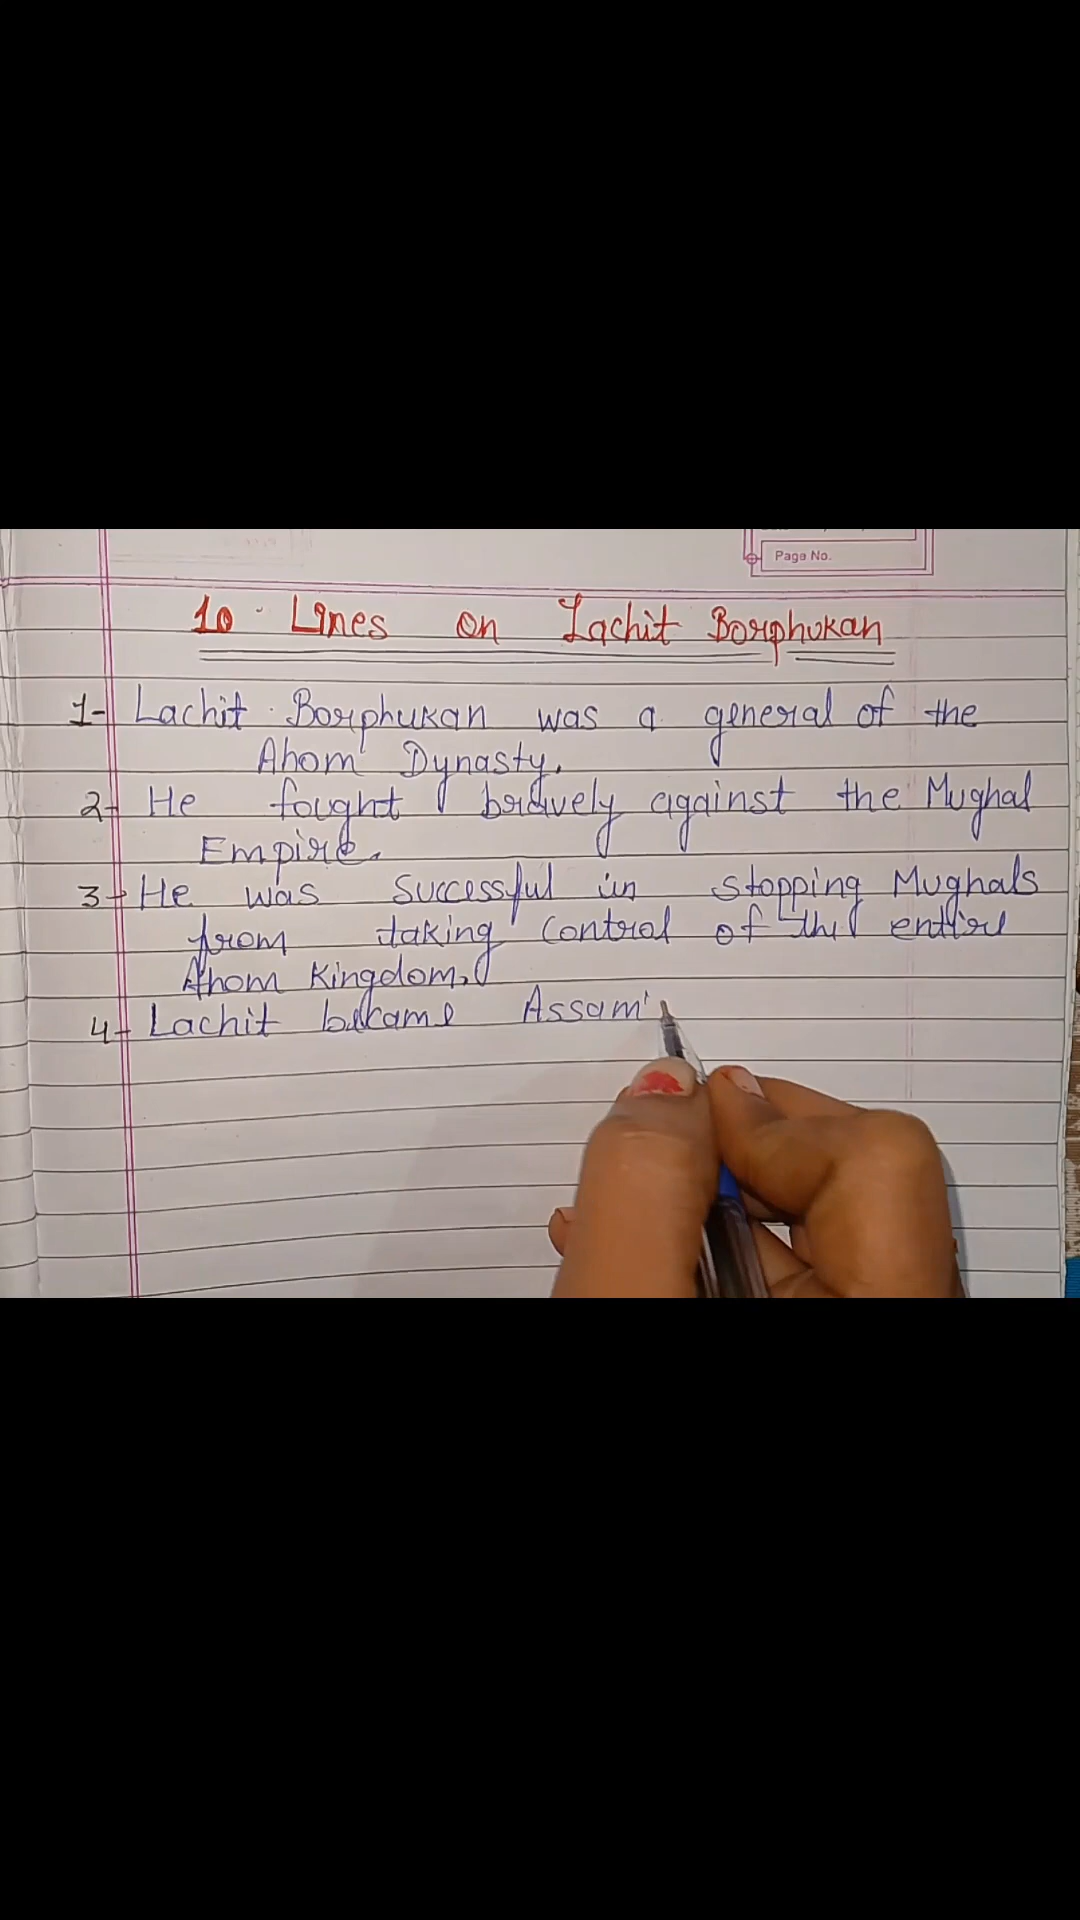 Page No.
10 Lines on Lachit Borphukan
1- Lachit Borphukan was a general of the
Ahom Dynasty.
2- He fought bravely against the Mughal
Empire.
3- He was Successful in stopping Mughals
from taking control of the entire
Ahom Kingdom.
4- Lachit became Assam'